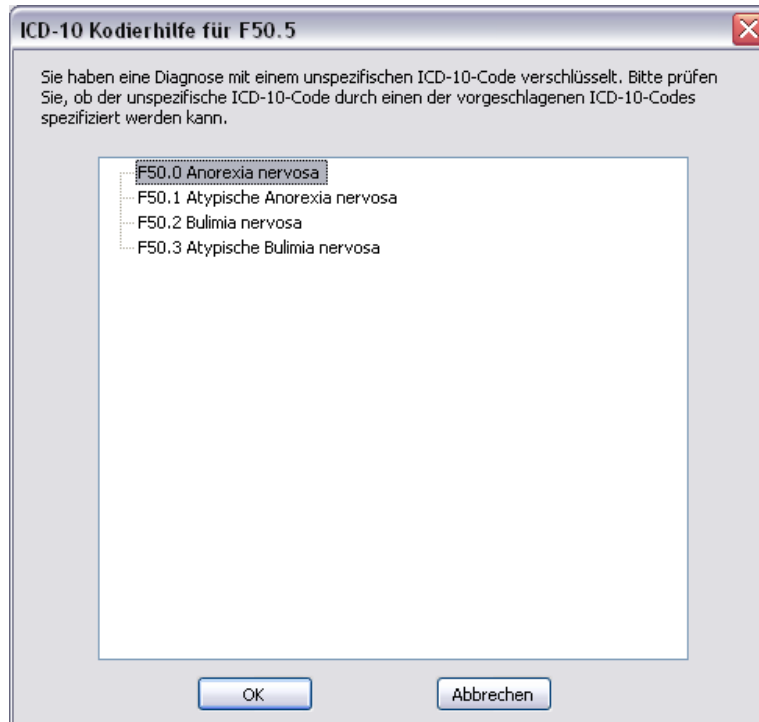 ICD-10 Kodierhilfe für F50.5
Sie haben eine Diagnose mit einem unspezifischen ICD-10-Code verschlüsselt. Bitte prüfen
Sie, ob der unspezifische ICD-10-Code durch einen der vorgeschlagenen ICD-10-Codes
spezifiziert werden kann.
F50.0 Anorexia nervosa
F50.1 Atypische Anorexia nervosa
F50.2 Bulimia nervosa
F50.3 Atypische Bulimia nervosa
OK Abbrechen